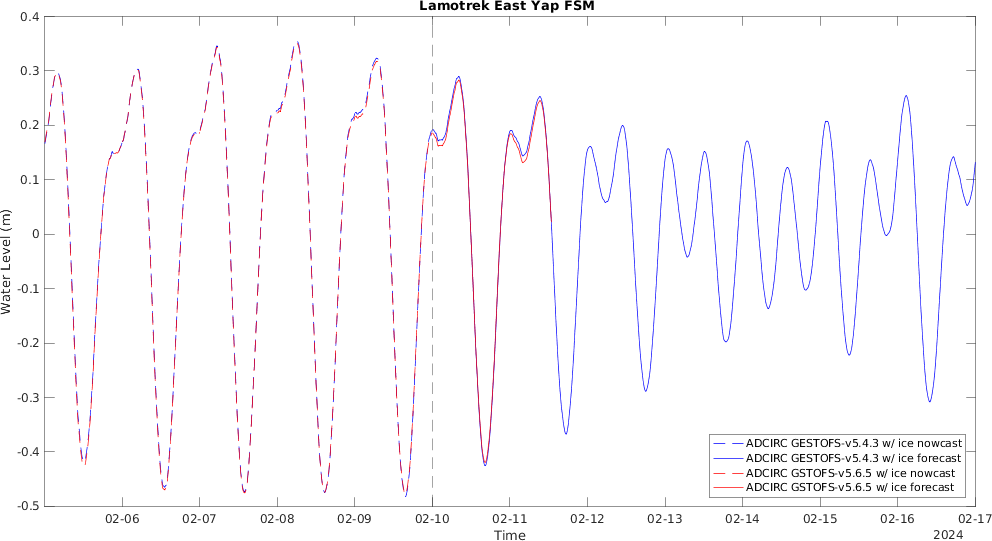 Lamotrek East Yap FSM
0.4
0.3
0.2
0.1
0
-0.1
-0.2
-0.3
-0.4
-0.5
Water Level (m)
02-06 02-07 02-08 02-09 02-10 02-11 02-12 02-13 02-14 02-15 02-16 02-17
Time
2024
ADCIRC GESTOFS-v5.4.3 w/ ice nowcast
ADCIRC GESTOFS-v5.4.3 w/ ice forecast
ADCIRC GSTOFS-v5.6.5 w/ ice nowcast
ADCIRC GSTOFS-v5.6.5 w/ ice forecast